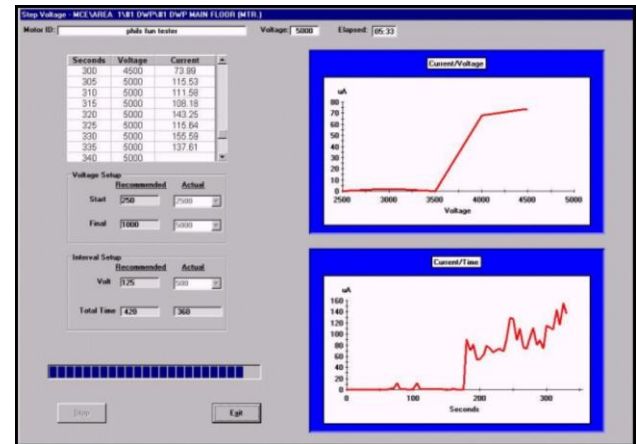 Step Voltage - MCE\AREA 1\81 DWP\81 DWP MAIN FLOOR (MTR.)
Motor ID: phils fun tester Voltage: 5000 Elapsed: 05:33
Seconds Voltage Current
300 4500 73.99
305 5000 115.53
310 5000 111.58
315 5000 108.18
320 5000 143.25
325 5000 115.64
330 5000 155.59
335 5000 137.61
340 5000
Voltage Setup
Recommended Actual
Start 250 2500
Final 1000 5000
Interval Setup
Recommended Actual
Volt 125 500
Total Time 420 360
Stop Exit
Current/Voltage
uA
80
70
60
50
40
30
20
10
0
2500 3000 3500 4000 4500 5000
Voltage
Current/Time
uA
160
140
120
100
80
60
40
20
0
0 100 200 300
Seconds